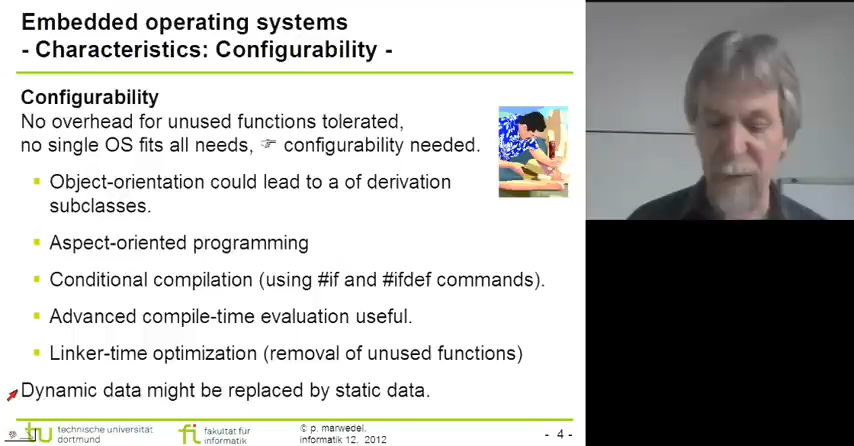 Embedded operating systems
- Characteristics: Configurability -
Configurability
No overhead for unused functions tolerated,
no single OS fits all needs, ☞ configurability needed.
Object-orientation could lead to a of derivation
subclasses.
Aspect-oriented programming
Conditional compilation (using #if and #ifdef commands).
Advanced compile-time evaluation useful.
Linker-time optimization (removal of unused functions)
Dynamic data might be replaced by static data.
tu technische universität
dortmund
fi fakultät für
informatik
© p. marwedel,
informatik 12, 2012
- 4 -